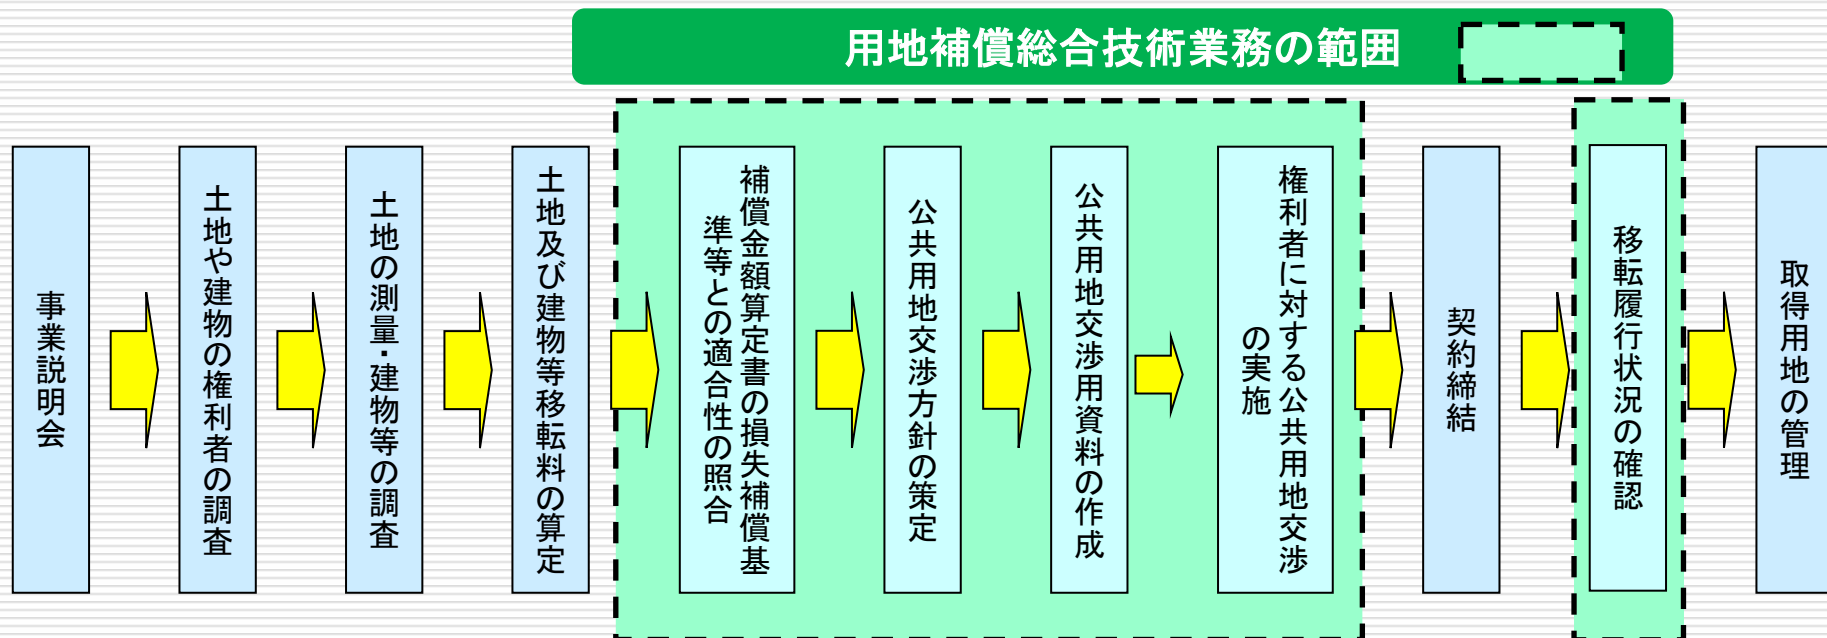 用地補償総合技術業務の範囲
事業説明会
土地や建物の権利者の調査
土地の測量・建物等の調査
土地及び建物等移転料の算定
補償金額算定書の損失補償基
準等との適合性の照合
公共用地交渉方針の策定
公共用地交渉用資料の作成
権利者に対する公共用地交渉
の実施
契約締結
移転履行状況の確認
取得用地の管理